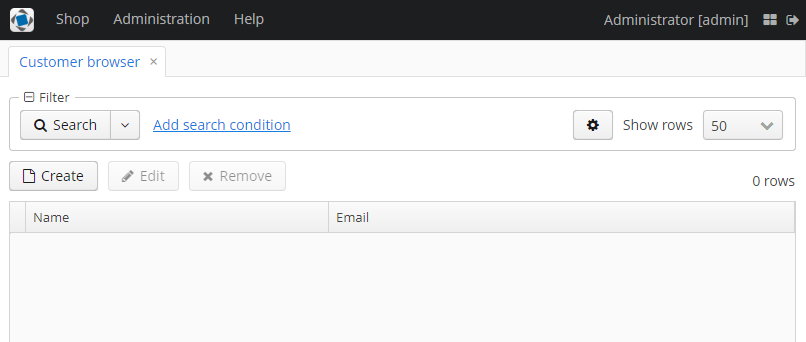 Shop Administration Help Administrator [admin]
Customer browser ×
Filter
Search Add search condition Show rows 50
Create Edit Remove
0 rows
Name Email